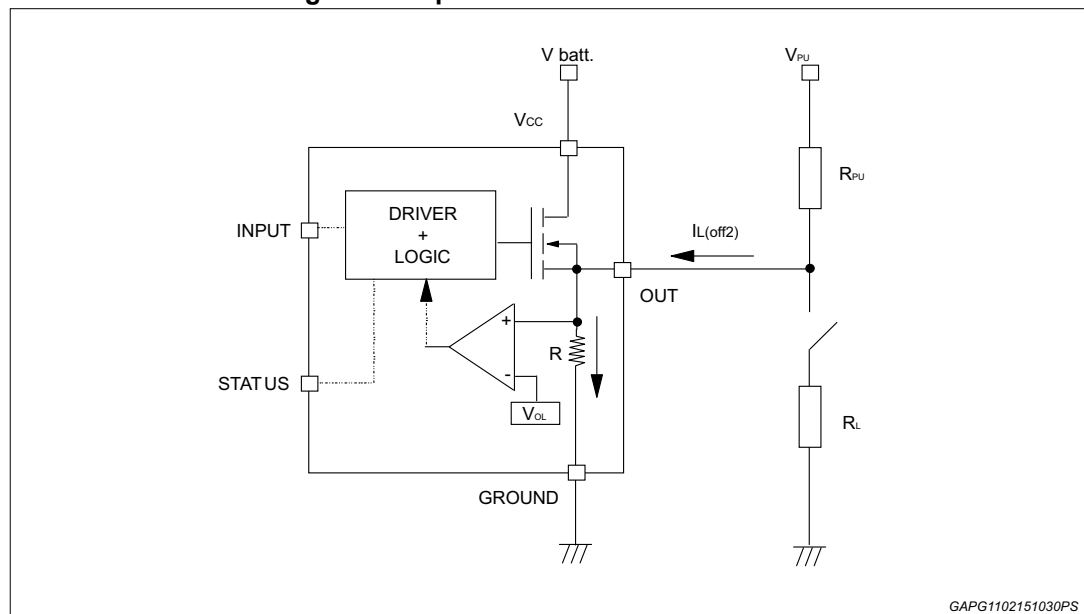 V batt.
VPU
VCC
RPU
DRIVER
+
LOGIC
INPUT
IL(off2)
OUT
+
R
-
STATUS
VOL
RL
GROUND
GAPG1102151030PS